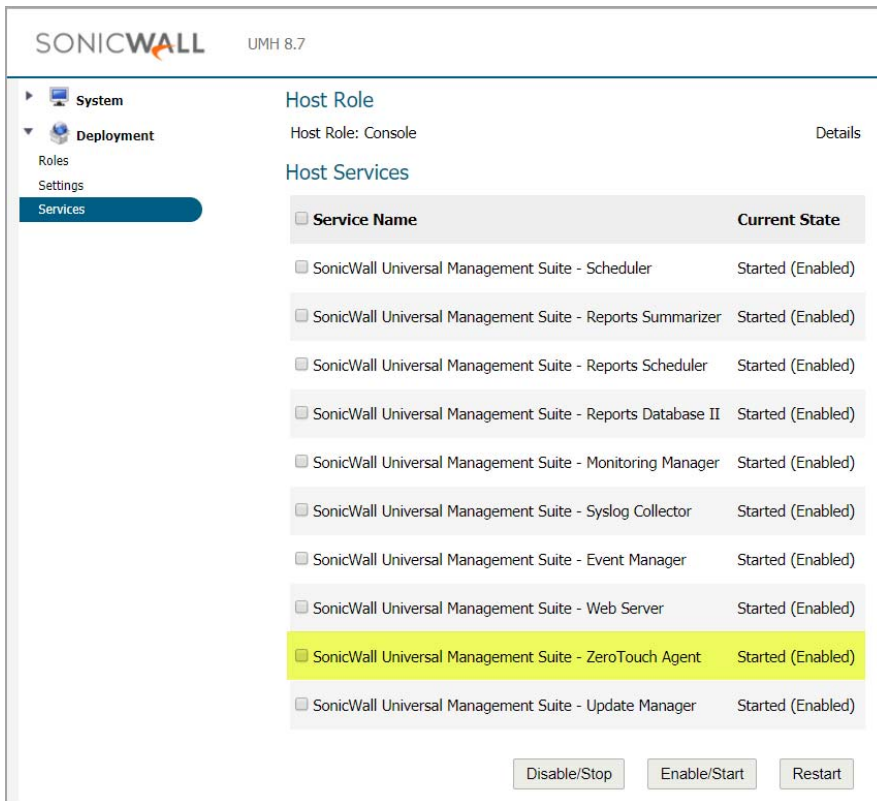 SONICWALL UMH 8.7
System
Deployment
Roles
Settings
Services
Host Role
Host Role: Console Details
Host Services
Service Name Current State
SonicWall Universal Management Suite - Scheduler Started (Enabled)
SonicWall Universal Management Suite - Reports Summarizer Started (Enabled)
SonicWall Universal Management Suite - Reports Scheduler Started (Enabled)
SonicWall Universal Management Suite - Reports Database II Started (Enabled)
SonicWall Universal Management Suite - Monitoring Manager Started (Enabled)
SonicWall Universal Management Suite - Syslog Collector Started (Enabled)
SonicWall Universal Management Suite - Event Manager Started (Enabled)
SonicWall Universal Management Suite - Web Server Started (Enabled)
SonicWall Universal Management Suite - ZeroTouch Agent Started (Enabled)
SonicWall Universal Management Suite - Update Manager Started (Enabled)
Disable/Stop Enable/Start Restart